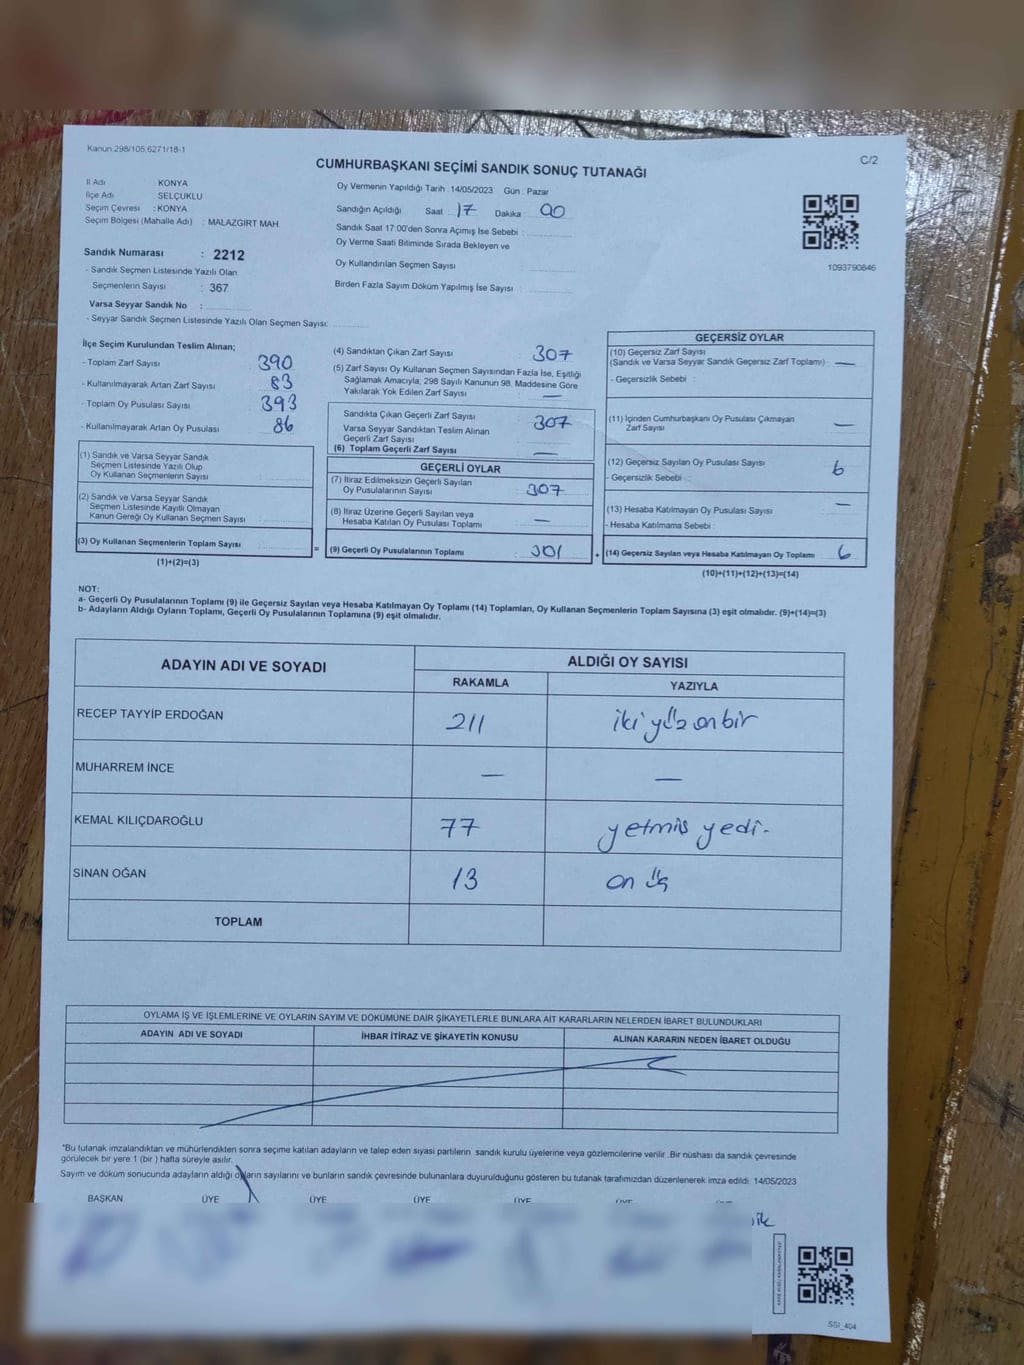 Kanun.298/105,6271/18-1
C/2
CUMHURBAŞKANI SEÇİMİ SANDIK SONUÇ TUTANAĞI
İl Adı : KONYA
İlçe Adı : SELÇUKLU
Seçim Çevresi : KONYA
Seçim Bölgesi (Mahalle Adı) : MALAZGİRT MAH.
Oy Vermenin Yapıldığı Tarih : 14/05/2023 Gün : Pazar
Sandığın Açıldığı Saat : 17 Dakika : 00
Sandık Saat 17:00'den Sonra Açımış İse Sebebi :
Oy Verme Saati Bitiminde Sırada Bekleyen ve
Oy Kullandırılan Seçmen Sayısı :
Birden Fazla Sayım Döküm Yapılmış İse Sayısı :
1093790846
Sandık Numarası : 2212
- Sandık Seçmen Listesinde Yazılı Olan
Seçmenlerin Sayısı : 367
Varsa Seyyar Sandık No :
- Seyyar Sandık Seçmen Listesinde Yazılı Olan Seçmen Sayısı:
İlçe Seçim Kurulundan Teslim Alınan;
- Toplam Zarf Sayısı : 390
- Kullanılmayarak Artan Zarf Sayısı : 83
- Toplam Oy Pusulası Sayısı : 393
- Kullanılmayarak Artan Oy Pusulası : 86
(1) Sandık ve Varsa Seyyar Sandık
Seçmen Listesinde Yazılı Olup
Oy Kullanan Seçmenlerin Sayısı :
(2) Sandık ve Varsa Seyyar Sandık
Seçmen Listesinde Kayıtlı Olmayan
Kanun Gereği Oy Kullanan Seçmen Sayısı :
(3) Oy Kullanan Seçmenlerin Toplam Sayısı :
(1)+(2)=(3)
(4) Sandıktan Çıkan Zarf Sayısı : 307
(5) Zarf Sayısı Oy Kullanan Seçmen Sayısından Fazla İse, Eşitliği
Sağlamak Amacıyla; 298 Sayılı Kanunun 98. Maddesine Göre
Yakılarak Yok Edilen Zarf Sayısı : —
Sandıkta Çıkan Geçerli Zarf Sayısı : 307
Varsa Seyyar Sandıktan Teslim Alınan
Geçerli Zarf Sayısı
(6) Toplam Geçerli Zarf Sayısı : —
GEÇERLİ OYLAR
(7) İtiraz Edilmeksizin Geçerli Sayılan
Oy Pusulalarının Sayısı : 307
(8) İtiraz Üzerine Geçerli Sayılan veya
Hesaba Katılan Oy Pusulası Toplamı : —
= (9) Geçerli Oy Pusulalarının Toplamı : 301 +
GEÇERSİZ OYLAR
(10) Geçersiz Zarf Sayısı
(Sandık ve Varsa Seyyar Sandık Geçersiz Zarf Toplamı) : —
- Geçersizlik Sebebi :
(11) İçinden Cumhurbaşkanı Oy Pusulası Çıkmayan
Zarf Sayısı : —
(12) Geçersiz Sayılan Oy Pusulası Sayısı : 6
- Geçersizlik Sebebi :
(13) Hesaba Katılmayan Oy Pusulası Sayısı : —
- Hesaba Katılmama Sebebi :
(14) Geçersiz Sayılan veya Hesaba Katılmayan Oy Toplamı : 6
(10)+(11)+(12)+(13)=(14)
NOT:
a- Geçerli Oy Pusulalarının Toplamı (9) ile Geçersiz Sayılan veya Hesaba Katılmayan Oy Toplamı (14) Toplamları, Oy Kullanan Seçmenlerin Toplam Sayısına (3) eşit olmalıdır. (9)+(14)=(3)
b- Adayların Aldığı Oyların Toplamı, Geçerli Oy Pusulalarının Toplamına (9) eşit olmalıdır.
ADAYIN ADI VE SOYADI
ALDIĞI OY SAYISI
RAKAMLA YAZIYLA
RECEP TAYYİP ERDOĞAN 211 iki yüz on bir
MUHARREM İNCE — —
KEMAL KILIÇDAROĞLU 77 yetmiş yedi.
SİNAN OĞAN 13 on üç
TOPLAM
OYLAMA İŞ VE İŞLEMLERİNE VE OYLARIN SAYIM VE DÖKÜMÜNE DAİR ŞİKAYETLERLE BUNLARA AİT KARARLARIN NELERDEN İBARET BULUNDUKLARI
ADAYIN ADI VE SOYADI İHBAR İTİRAZ VE ŞİKAYETİN KONUSU ALINAN KARARIN NEDEN İBARET OLDUĞU
*Bu tutanak imzalandıktan ve mühürlendikten sonra seçime katılan adayların ve talep eden siyasi partilerin sandık kurulu üyelerine veya gözlemcilerine verilir. Bir nüshası da sandık çevresinde
görülecek bir yere 1 (bir ) hafta süreyle asılır.
Sayım ve döküm sonucunda adayların aldığı oyların sayılarını ve bunların sandık çevresinde bulunanlara duyurulduğunu gösteren bu tutanak tarafımızdan düzenlenerek imza edildi. 14/05/2023
BAŞKAN ÜYE ÜYE ÜYE ÜYE ÜYE ÜYE
SSI_404